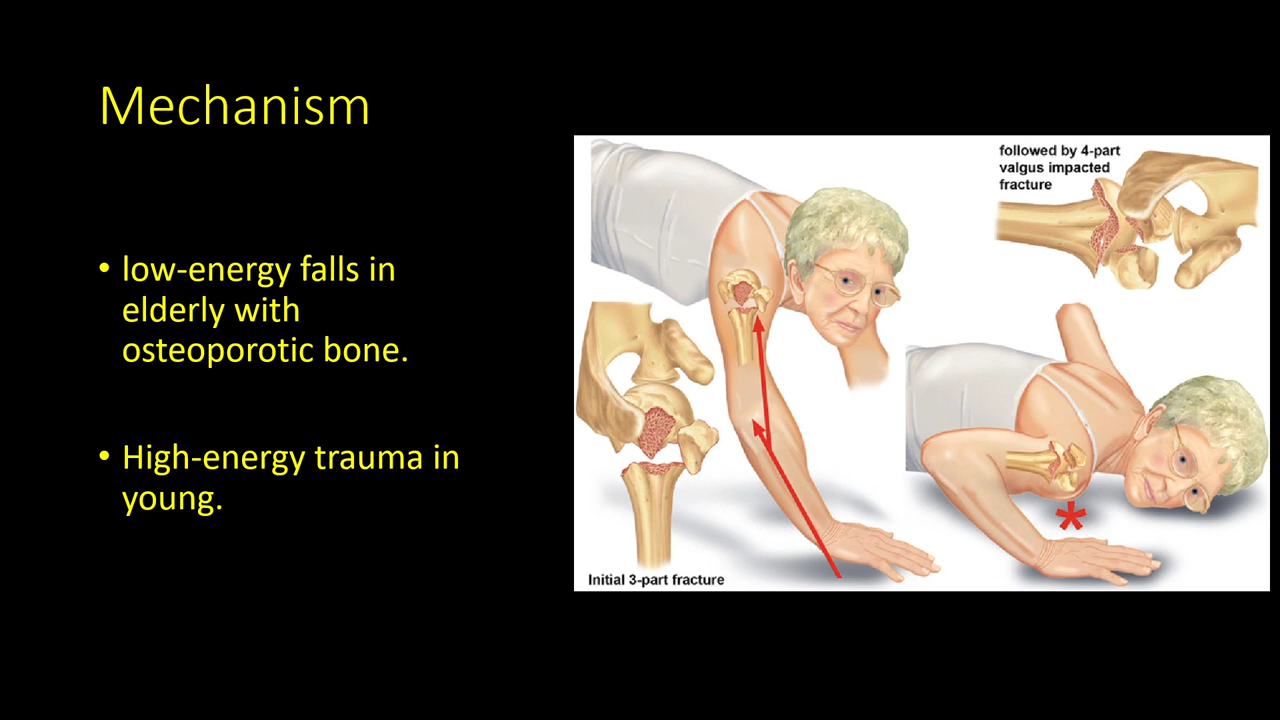 Mechanism
• low-energy falls in
elderly with
osteoporotic bone.
• High-energy trauma in
young.
followed by 4-part
valgus impacted
fracture
*
Initial 3-part fracture